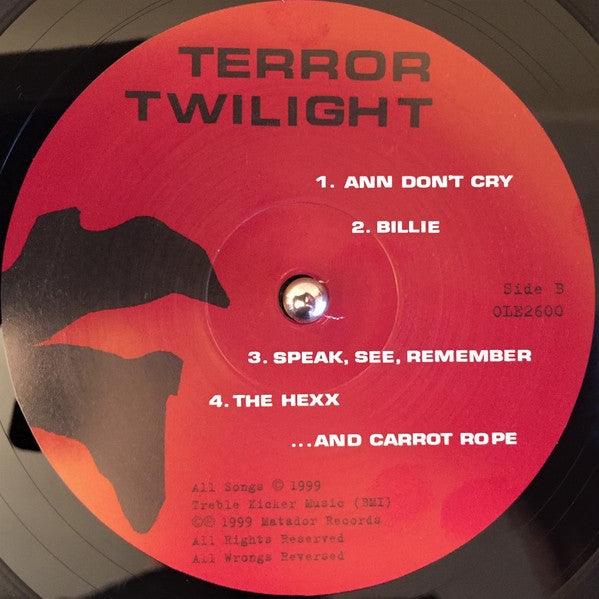 TERROR
TWILIGHT
1. ANN DON'T CRY
2. BILLIE
Side B
OLE2600
3. SPEAK, SEE, REMEMBER
4. THE HEXX
...AND CARROT ROPE
All Songs © 1999
Treble Kicker Music (BMI)
©℗ 1999 Matador Records
All Rights Reserved
All Wrongs Reversed